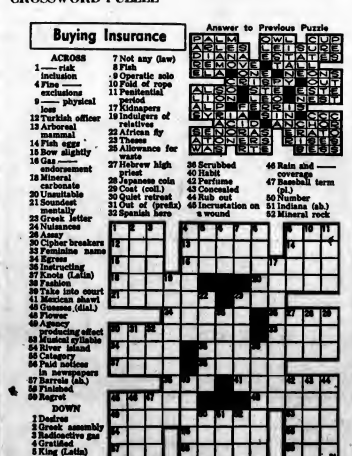 CROSSWORD PUZZLE
Buying Insurance
ACROSS
1 —— risk
inclusion
4 Fine ——
exclusions
9 —— physical
loss
12 Turkish officer
13 Arboreal
mammal
14 Fish eggs
15 Bow slightly
16 Gas ——
endorsement
18 Mineral
carbonate
20 Unsuitable
21 Soundest
mentally
23 Greek letter
24 Nuisances
26 Assay
30 Cipher breakers
33 Feminine name
34 Egress
36 Instructing
37 Knots (Latin)
38 Fashion
39 Take into court
41 Mexican shawl
45 Guesses (dial.)
48 Flower
49 Agency
producing effect
53 Musical syllable
54 River island
55 Category
56 Paid notices
in newspapers
57 Barrels (ab.)
58 Finished
59 Regret
DOWN
1 Desires
2 Greek assembly
3 Radioactive gas
4 Gratified
5 King (Latin)
7 Not any (law)
8 Fish
9 Operatic solo
10 Fold of rope
11 Penitential
period
17 Kidnapers
19 Indulgers of
relatives
22 African fly
23 Theses
25 Allowance for
waste
27 Hebrew high
priest
28 Japanese coin
29 Coat (coll.)
30 Quiet retreat
31 Out of (prefix)
32 Spanish hero
36 Scrubbed
40 Habit
42 Perfume
43 Concealed
44 Rub out
45 Incrustation on
a wound
46 Rain and ——
coverage
47 Baseball term
(pl.)
50 Number
51 Indiana (ab.)
52 Mineral rock
Answer to Previous Puzzle